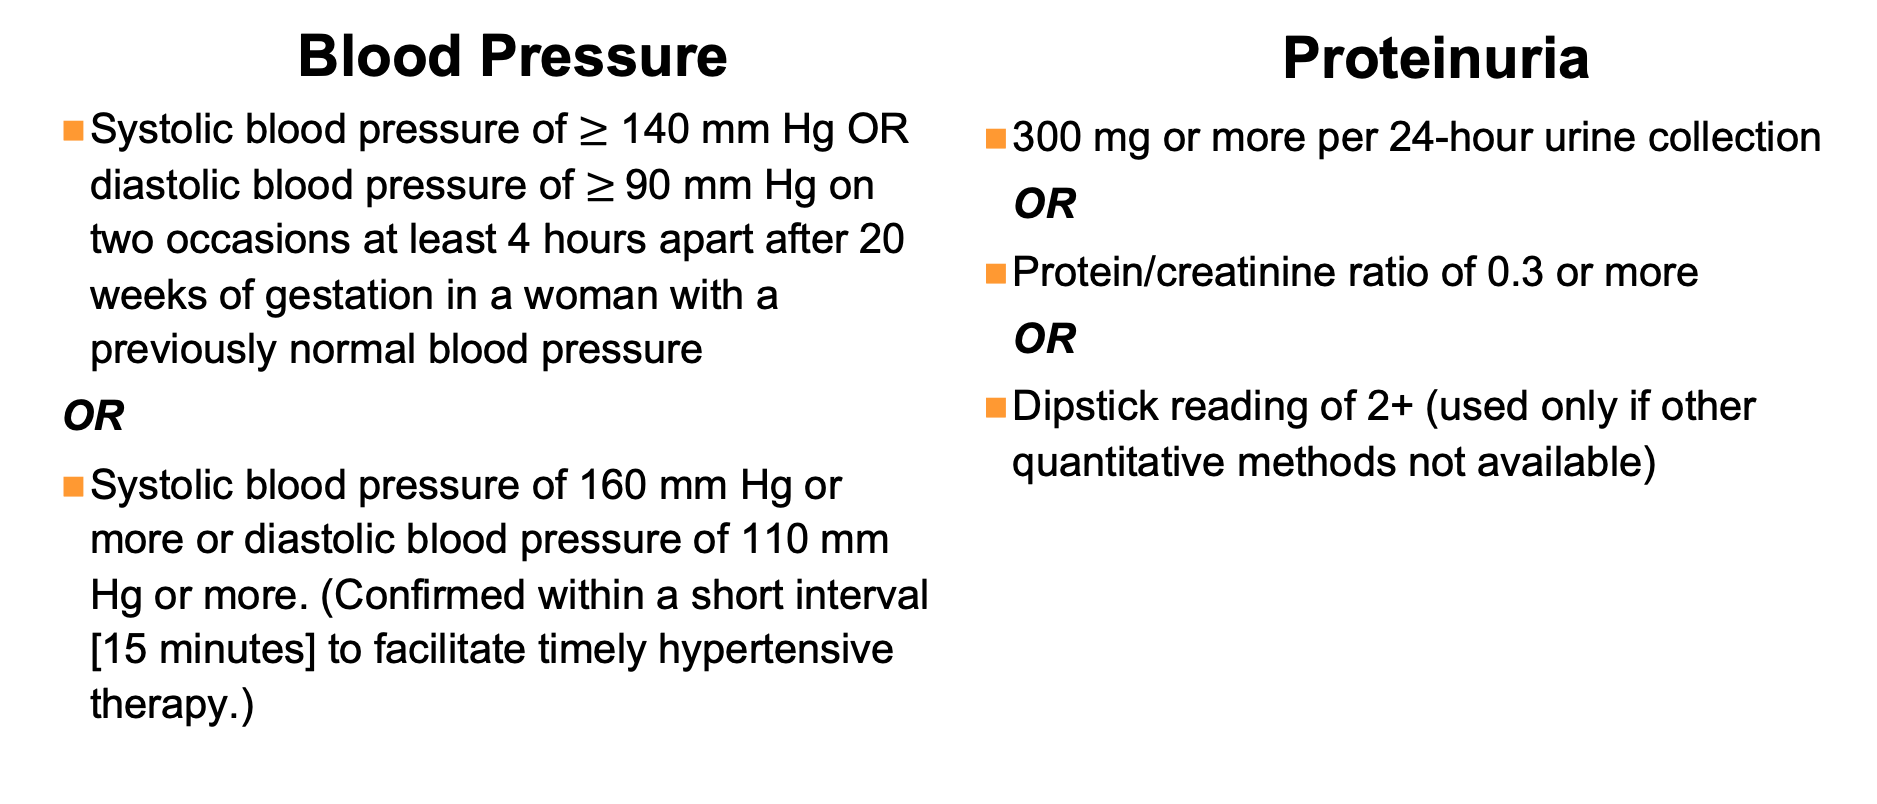 Blood Pressure
■ Systolic blood pressure of ≥ 140 mm Hg OR
diastolic blood pressure of ≥ 90 mm Hg on
two occasions at least 4 hours apart after 20
weeks of gestation in a woman with a
previously normal blood pressure
OR
■ Systolic blood pressure of 160 mm Hg or
more or diastolic blood pressure of 110 mm
Hg or more. (Confirmed within a short interval
[15 minutes] to facilitate timely hypertensive
therapy.)
Proteinuria
■ 300 mg or more per 24-hour urine collection
OR
■ Protein/creatinine ratio of 0.3 or more
OR
■ Dipstick reading of 2+ (used only if other
quantitative methods not available)